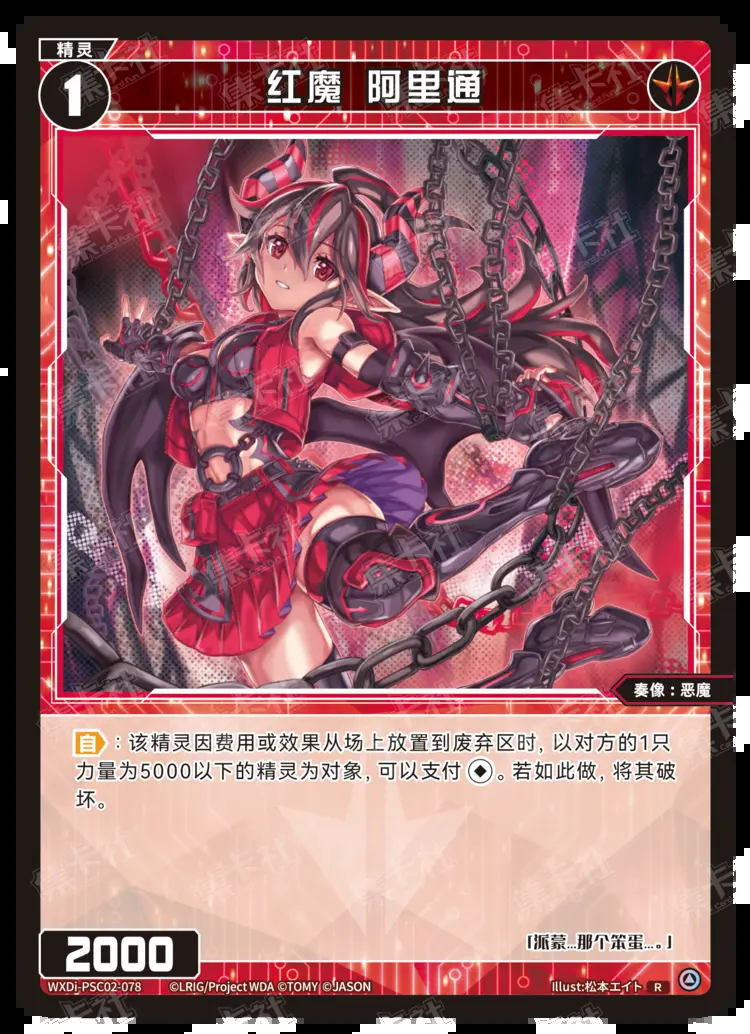 精灵
1
红魔 阿里通
奏像:恶魔
自:该精灵因费用或效果从场上放置到废弃区时,以对方的1只
力量为5000以下的精灵为对象,可以支付◆。若如此做,将其破
坏。
「派蒙…那个笨蛋…。」
2000
WXDi-PSC02-078 ©LRIG/Project WDA ©TOMY ©JASON Illust:松本エイト R
集卡社